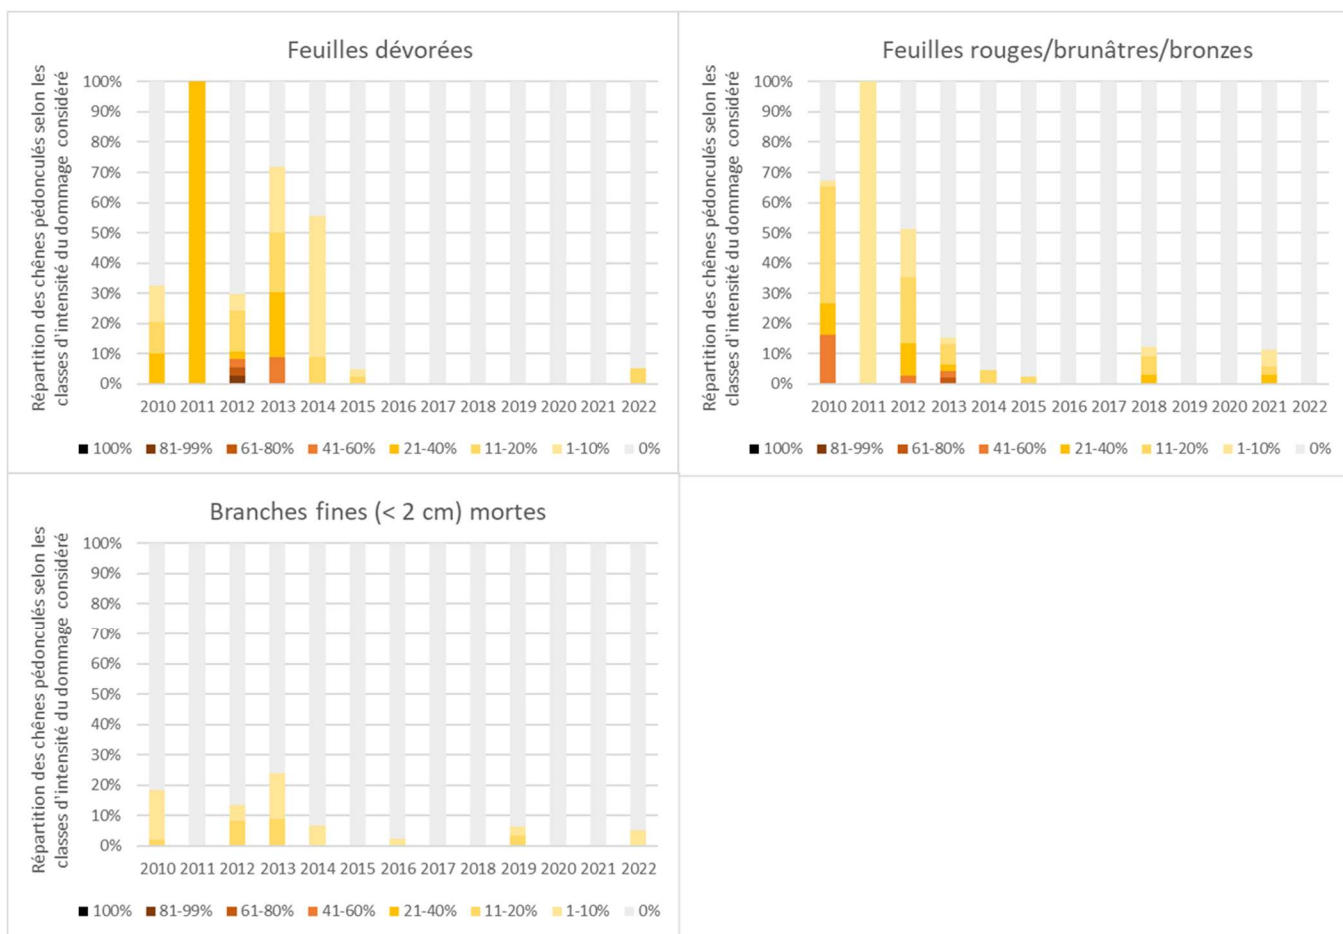 Feuilles dévorées
Répartition des chênes pédonculés selon les
classes d'intensité du dommage considéré
100%
90%
80%
70%
60%
50%
40%
30%
20%
10%
0%
2010 2011 2012 2013 2014 2015 2016 2017 2018 2019 2020 2021 2022
100% 81-99% 61-80% 41-60% 21-40% 11-20% 1-10% 0%
Feuilles rouges/brunâtres/bronzes
Répartition des chênes pédonculés selon les
classes d'intensité du dommage considéré
100%
90%
80%
70%
60%
50%
40%
30%
20%
10%
0%
2010 2011 2012 2013 2014 2015 2016 2017 2018 2019 2020 2021 2022
100% 81-99% 61-80% 41-60% 21-40% 11-20% 1-10% 0%
Branches fines (< 2 cm) mortes
Répartition des chênes pédonculés selon les
classes d'intensité du dommage considéré
100%
90%
80%
70%
60%
50%
40%
30%
20%
10%
0%
2010 2011 2012 2013 2014 2015 2016 2017 2018 2019 2020 2021 2022
100% 81-99% 61-80% 41-60% 21-40% 11-20% 1-10% 0%